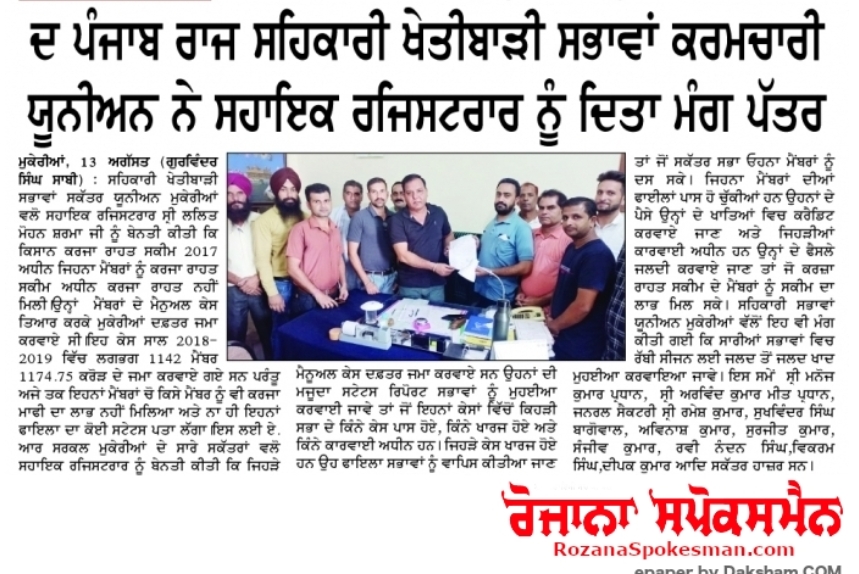 ਦ ਪੰਜਾਬ ਰਾਜ ਸਹਿਕਾਰੀ ਖੇਤੀਬਾੜੀ ਸਭਾਵਾਂ ਕਰਮਚਾਰੀ
ਯੂਨੀਅਨ ਨੇ ਸਹਾਇਕ ਰਜਿਸਟਰਾਰ ਨੂੰ ਦਿਤਾ ਮੰਗ ਪੱਤਰ
ਮੁਕੇਰੀਆਂ, 13 ਅਗੱਸਤ (ਗੁਰਵਿੰਦਰ
ਸਿੰਘ ਸਾਬੀ) : ਸਹਿਕਾਰੀ ਖੇਤੀਬਾੜੀ
ਸਭਾਵਾਂ ਸਕੱਤਰ ਯੂਨੀਅਨ ਮੁਕੇਰੀਆਂ
ਵਲੋ ਸਹਾਇਕ ਰਜਿਸਟਰਾਰ ਸ੍ਰੀ ਲਲਿਤ
ਮੋਹਨ ਸ਼ਰਮਾ ਜੀ ਨੂੰ ਬੇਨਤੀ ਕੀਤੀ ਕਿ
ਕਿਸਾਨ ਕਰਜਾ ਰਾਹਤ ਸਕੀਮ 2017
ਅਧੀਨ ਜਿਹਨਾ ਮੈਂਬਰਾਂ ਨੂੰ ਕਰਜਾ ਰਾਹਤ
ਸਕੀਮ ਅਧੀਨ ਕਰਜਾ ਰਾਹਤ ਨਹੀਂ
ਮਿਲੀ।ਉਨ੍ਹਾਂ ਮੈਂਬਰਾਂ ਦੇ ਮੈਨੁਅਲ ਕੇਸ
ਤਿਆਰ ਕਰਕੇ ਮੁਕੇਰੀਆਂ ਦਫ਼ਤਰ ਜਮਾ
ਕਰਵਾਏ ਸੀ।ਇਹ ਕੇਸ ਸਾਲ 2018-
2019 ਵਿੱਚ ਲਗਭਗ 1142 ਮੈਂਬਰ
1174.75 ਕਰੋੜ ਦੇ ਜਮਾ ਕਰਵਾਏ ਗਏ ਸਨ ਪਰੰਤੂ
ਅਜੇ ਤਕ ਇਹਨਾਂ ਮੈਂਬਰਾਂ ਚੋ ਕਿਸੇ ਮੈਂਬਰ ਨੂੰ ਵੀ ਕਰਜਾ
ਮਾਫੀ ਦਾ ਲਾਭ ਨਹੀਂ ਮਿਲਿਆ ਅਤੇ ਨਾ ਹੀ ਇਹਨਾਂ
ਫਾਇਲਾ ਦਾ ਕੋਈ ਸਟੇਟਸ ਪਤਾ ਲੱਗਾ।ਇਸ ਲਈ ਏ.
ਆਰ ਸਰਕਲ ਮੁਕੇਰੀਆਂ ਦੇ ਸਾਰੇ ਸਕੱਤਰਾਂ ਵਲੋ
ਸਹਾਇਕ ਰਜਿਸਟਰਾਰ ਨੂੰ ਬੇਨਤੀ ਕੀਤੀ ਕਿ ਜਿਹੜੇ
ਮੈਨੂਅਲ ਕੇਸ ਦਫ਼ਤਰ ਜਮਾ ਕਰਵਾਏ ਸਨ ਉਹਨਾਂ ਦੀ
ਮਜੂਦਾ ਸਟੇਟਸ ਰਿਪੋਰਟ ਸਭਾਵਾਂ ਨੂੰ ਮੁਹਈਆ
ਕਰਵਾਈ ਜਾਵੇ ਤਾਂ ਜੋਂ ਇਹਨਾਂ ਕੇਸਾਂ ਵਿੱਚੋਂ ਕਿਹੜੀ
ਸਭਾ ਦੇ ਕਿੰਨੇ ਕੇਸ ਪਾਸ ਹੋਏ, ਕਿੰਨੇ ਖਾਰਜ ਹੋਏ ਅਤੇ
ਕਿੰਨੇ ਕਾਰਵਾਈ ਅਧੀਨ ਹਨ। ਜਿਹੜੇ ਕੇਸ ਖਾਰਜ ਹੋਏ
ਹਨ ਉਹ ਫਾਇਲਾ ਸਭਾਵਾਂ ਨੂੰ ਵਾਪਿਸ ਕੀਤੀਆ ਜਾਣ
ਤਾਂ ਜੋਂ ਸਕੱਤਰ ਸਭਾ ਓਹਨਾ ਮੈਂਬਰਾਂ ਨੂੰ
ਦਸ ਸਕੇ। ਜਿਹਨਾ ਮੈਂਬਰਾਂ ਦੀਆਂ
ਫਾਈਲਾਂ ਪਾਸ ਹੋ ਚੁੱਕੀਆਂ ਹਨ ਉਹਨਾਂ ਦੇ
ਪੈਸੇ ਉਨ੍ਹਾਂ ਦੇ ਖਾਤਿਆਂ ਵਿਚ ਕਰੈਡਿਟ
ਕਰਵਾਏ ਜਾਣ ਅਤੇ ਜਿਹੜੀਆਂ
ਕਾਰਵਾਈ ਅਧੀਨ ਹਨ ਉਨ੍ਹਾਂ ਦੇ ਫੈਸਲੇ
ਜਲਦੀ ਕਰਵਾਏ ਜਾਣ ਤਾਂ ਜੋ ਕਰਜ਼ਾ
ਰਾਹਤ ਸਕੀਮ ਦੇ ਮੈਂਬਰਾਂ ਨੂੰ ਸਕੀਮ ਦਾ
ਲਾਭ ਮਿਲ ਸਕੇ। ਸਹਿਕਾਰੀ ਸਭਾਵਾਂ
ਯੂਨੀਅਨ ਮੁਕੇਰੀਆਂ ਵੱਲੋਂ ਇਹ ਵੀ ਮੰਗ
ਕੀਤੀ ਗਈ ਕਿ ਸਾਰੀਆਂ ਸਭਾਵਾਂ ਵਿਚ
ਰੱਬੀ ਸੀਜਨ ਲਈ ਜਲਦ ਤੋਂ ਜਲਦ ਖਾਦ
ਮੁਹਈਆ ਕਰਵਾਇਆ ਜਾਵੇ। ਇਸ ਸਮੇਂ ਸ੍ਰੀ ਮਨੋਜ
ਕੁਮਾਰ ਪ੍ਰਧਾਨ, ਸ੍ਰੀ ਅਰਵਿੰਦ ਕੁਮਾਰ ਮੀਤ ਪ੍ਰਧਾਨ,
ਜਨਰਲ ਸੈਕਟਰੀ ਸ੍ਰੀ ਰਮੇਸ਼ ਕੁਮਾਰ, ਸੁਖਵਿੰਦਰ ਸਿੰਘ
ਬਾਗੋਵਾਲ, ਅਵਿਨਾਸ਼ ਕੁਮਾਰ, ਸੁਰਜੀਤ ਕੁਮਾਰ,
ਸੰਜੀਵ ਕੁਮਾਰ, ਰਵੀ ਨੰਦਨ ਸਿੰਘ,ਵਿਕਰਮ
ਸਿੰਘ,ਦੀਪਕ ਕੁਮਾਰ ਆਦਿ ਸਕੱਤਰ ਹਾਜ਼ਰ ਸਨ।
ਰੋਜ਼ਾਨਾ ਸਪੋਕਸਮੈਨ
RozanaSpokesman.com
epaper by Daksham.COM